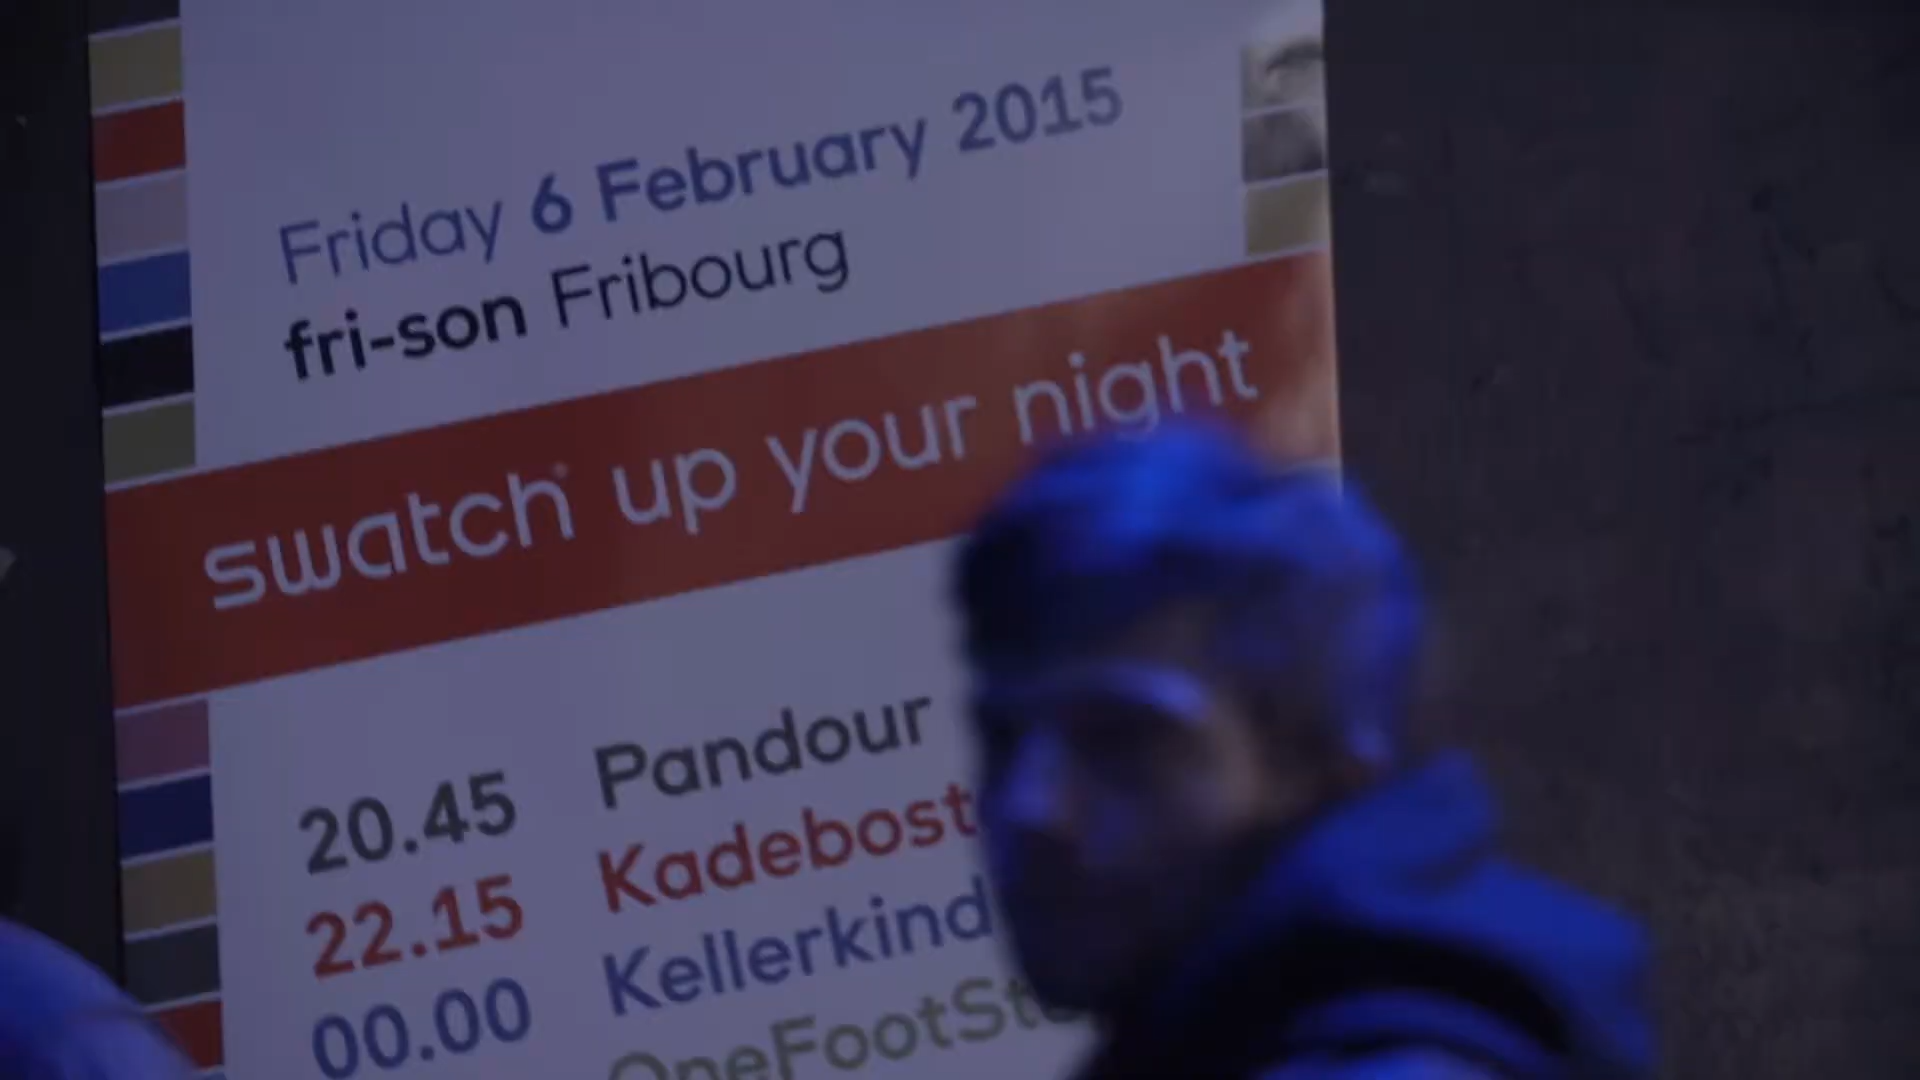 Friday 6 February 2015
fri-son Fribourg
swatch up your night
20.45 Pandour
22.15 Kadebost
00.00 Kellerkind
OneFootSt